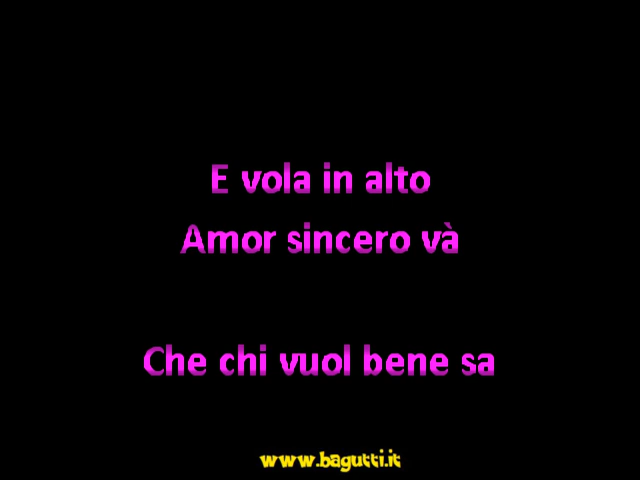 E vola in alto
Amor sincero và
Che chi vuol bene sa
www.bagutti.it